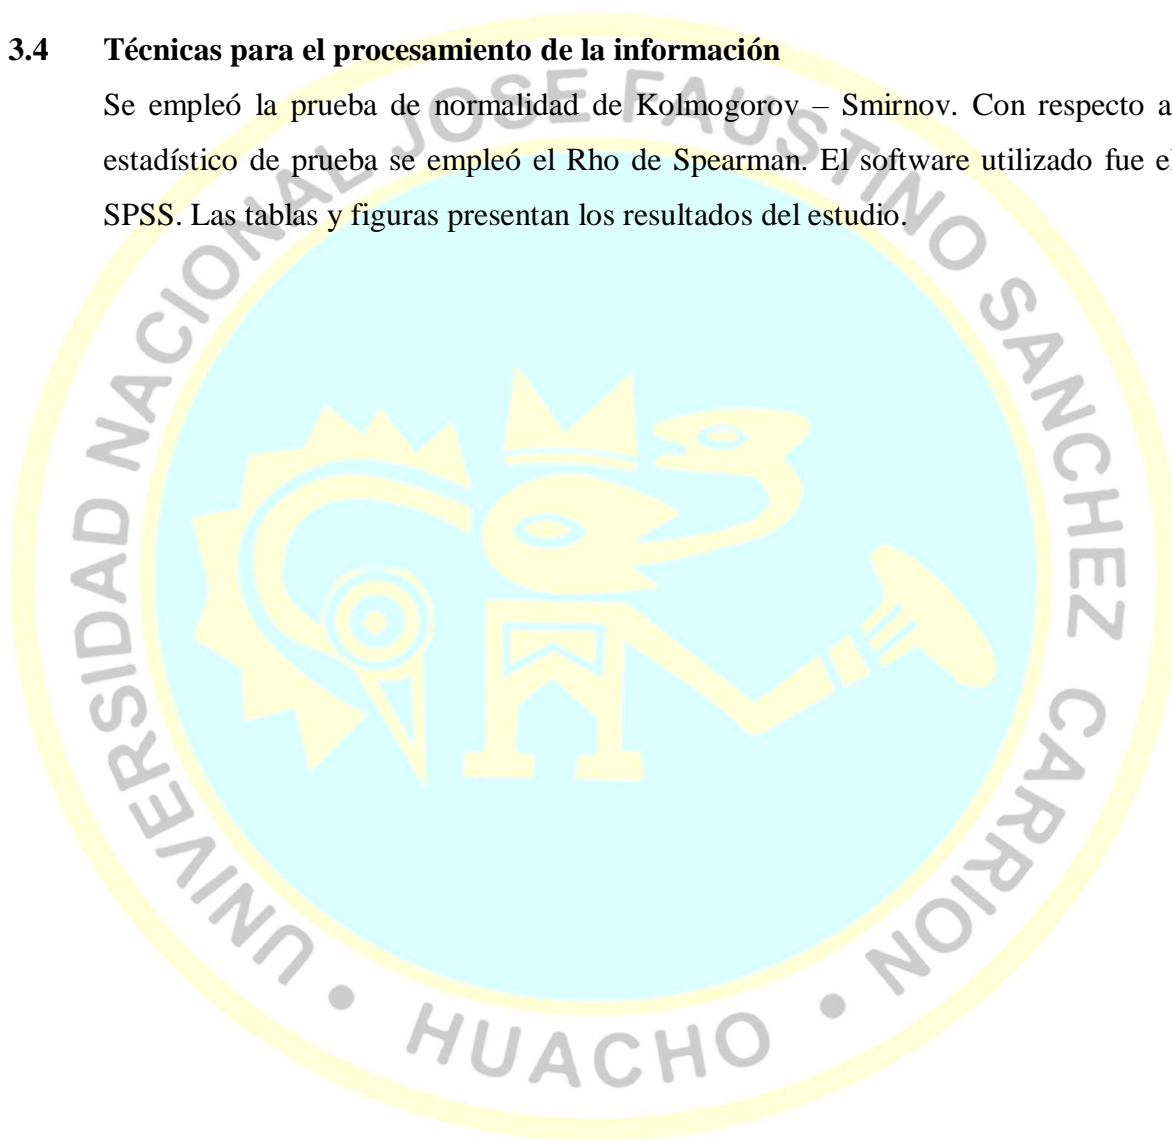 3.4 Técnicas para el procesamiento de la información
Se empleó la prueba de normalidad de Kolmogorov – Smirnov. Con respecto a
estadístico de prueba se empleó el Rho de Spearman. El software utilizado fue e
SPSS. Las tablas y figuras presentan los resultados del estudio.
UNIVERSIDAD NACIONAL JOSE FAUSTINO SANCHEZ CARRION • HUACHO •